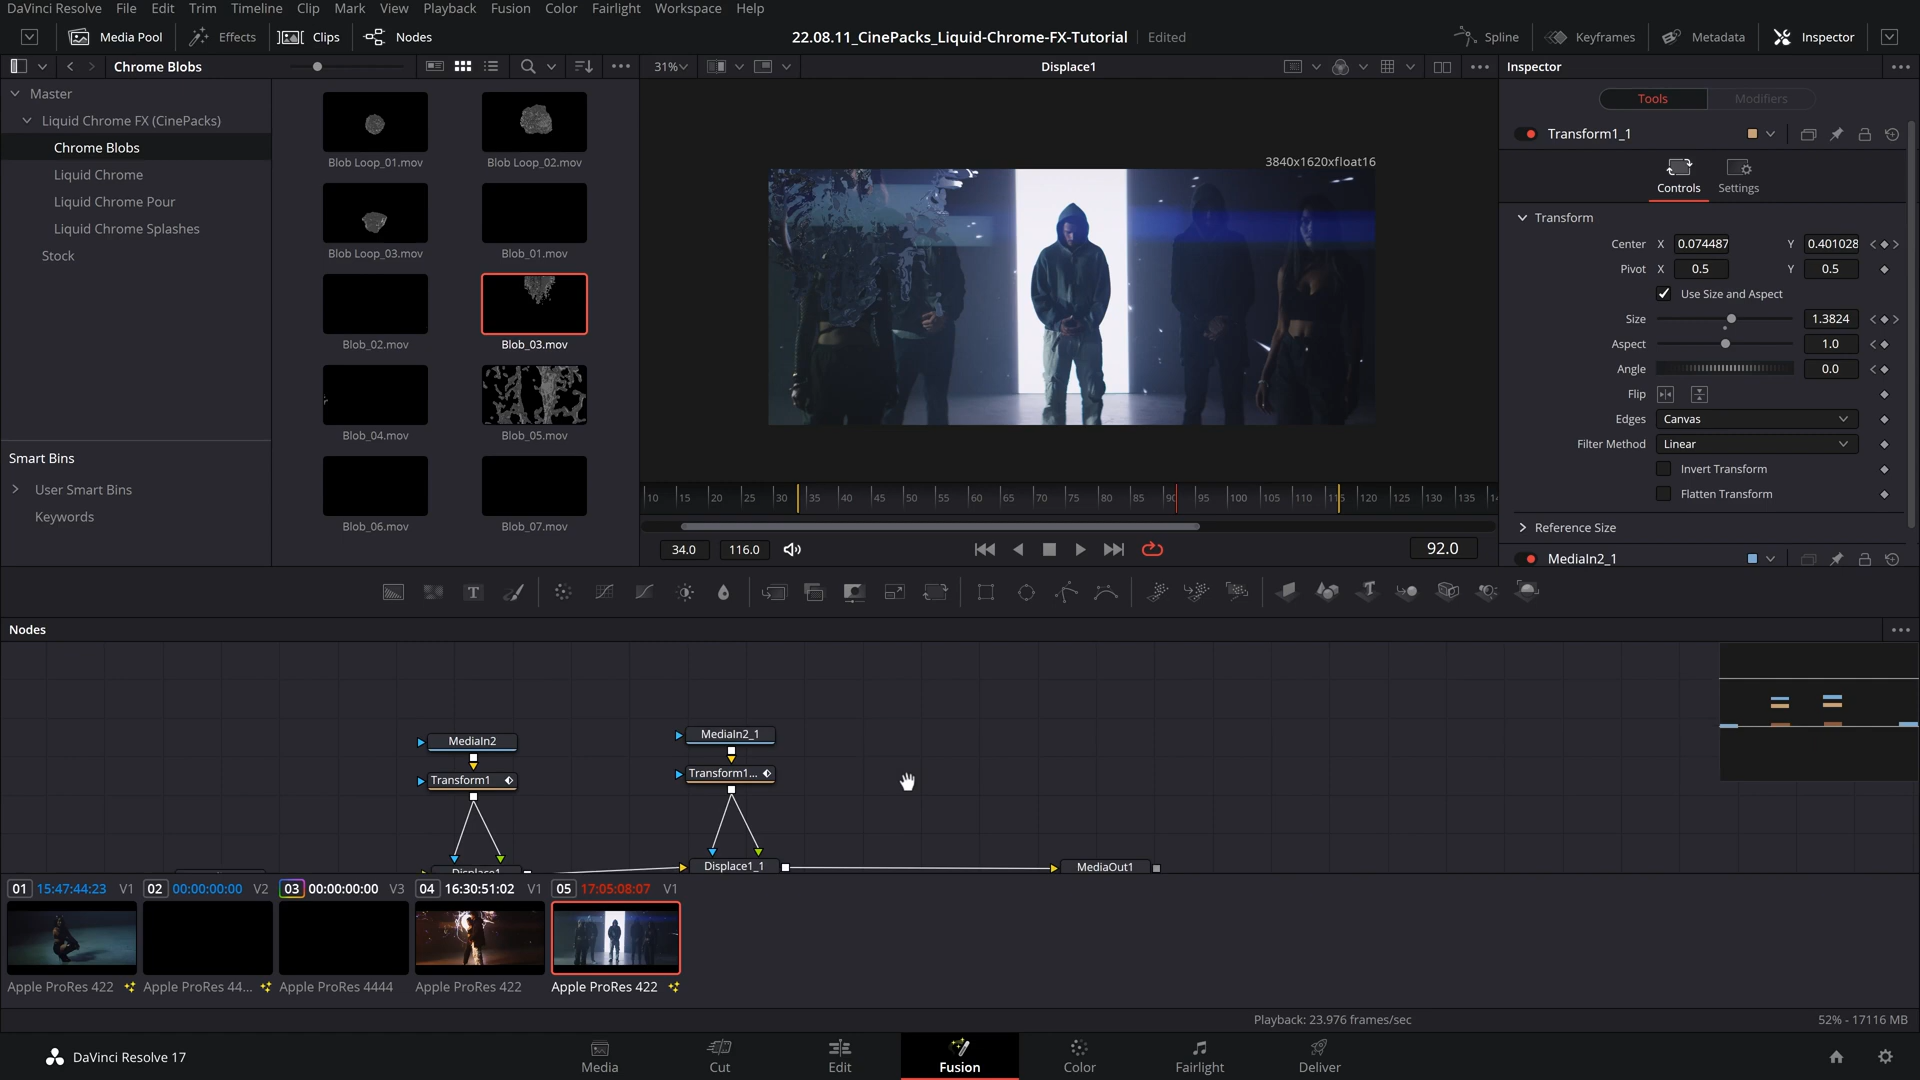 DaVinci Resolve File Edit Trim Timeline Clip Mark View Playback Fusion Color Fairlight Workspace Help
Media Pool Effects Clips Nodes 22.08.11_CinePacks_Liquid-Chrome-FX-Tutorial Edited Spline Keyframes Metadata Inspector
Chrome Blobs 31% Displace1 Inspector
Master
Liquid Chrome FX (CinePacks)
Chrome Blobs
Liquid Chrome
Liquid Chrome Pour
Liquid Chrome Splashes
Stock
Smart Bins
User Smart Bins
Keywords
Blob Loop_01.mov Blob Loop_02.mov
Blob Loop_03.mov Blob_01.mov
Blob_02.mov Blob_03.mov
Blob_04.mov Blob_05.mov
Blob_06.mov Blob_07.mov
3840x1620xfloat16
10 15 20 25 30 35 40 45 50 55 60 65 70 75 80 85 90 95 100 105 110 115 120 125 130 135
34.0 116.0 92.0
Tools Modifiers
Transform1_1
Controls Settings
Transform
Center X 0.074487 Y 0.401028
Pivot X 0.5 Y 0.5
Use Size and Aspect
Size 1.3824
Aspect 1.0
Angle 0.0
Flip
Edges Canvas
Filter Method Linear
Invert Transform
Flatten Transform
Reference Size
MediaIn2_1
T T
Nodes
MediaIn2 MediaIn2_1
Transform1 Transform1...
Displace1 Displace1_1 MediaOut1
01 15:47:44:23 V1 02 00:00:00:00 V2 03 00:00:00:00 V3 04 16:30:51:02 V1 05 17:05:08:07 V1
Apple ProRes 422 Apple ProRes 44... Apple ProRes 4444 Apple ProRes 422 Apple ProRes 422
Playback: 23.976 frames/sec 52% - 17116 MB
DaVinci Resolve 17 Media Cut Edit Fusion Color Fairlight Deliver